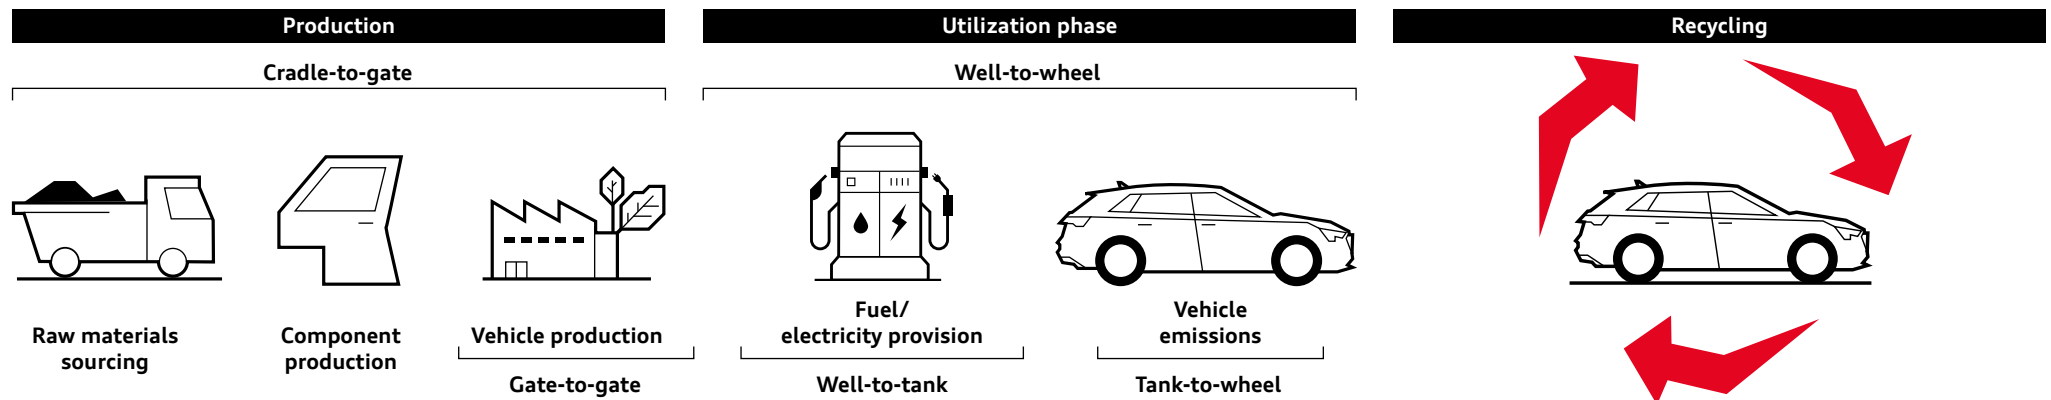 Production
Cradle-to-gate
Raw materials
sourcing
Component
production
Vehicle production
Gate-to-gate
Utilization phase
Well-to-wheel
Fuel/
electricity provision
Well-to-tank
Vehicle
emissions
Tank-to-wheel
Recycling